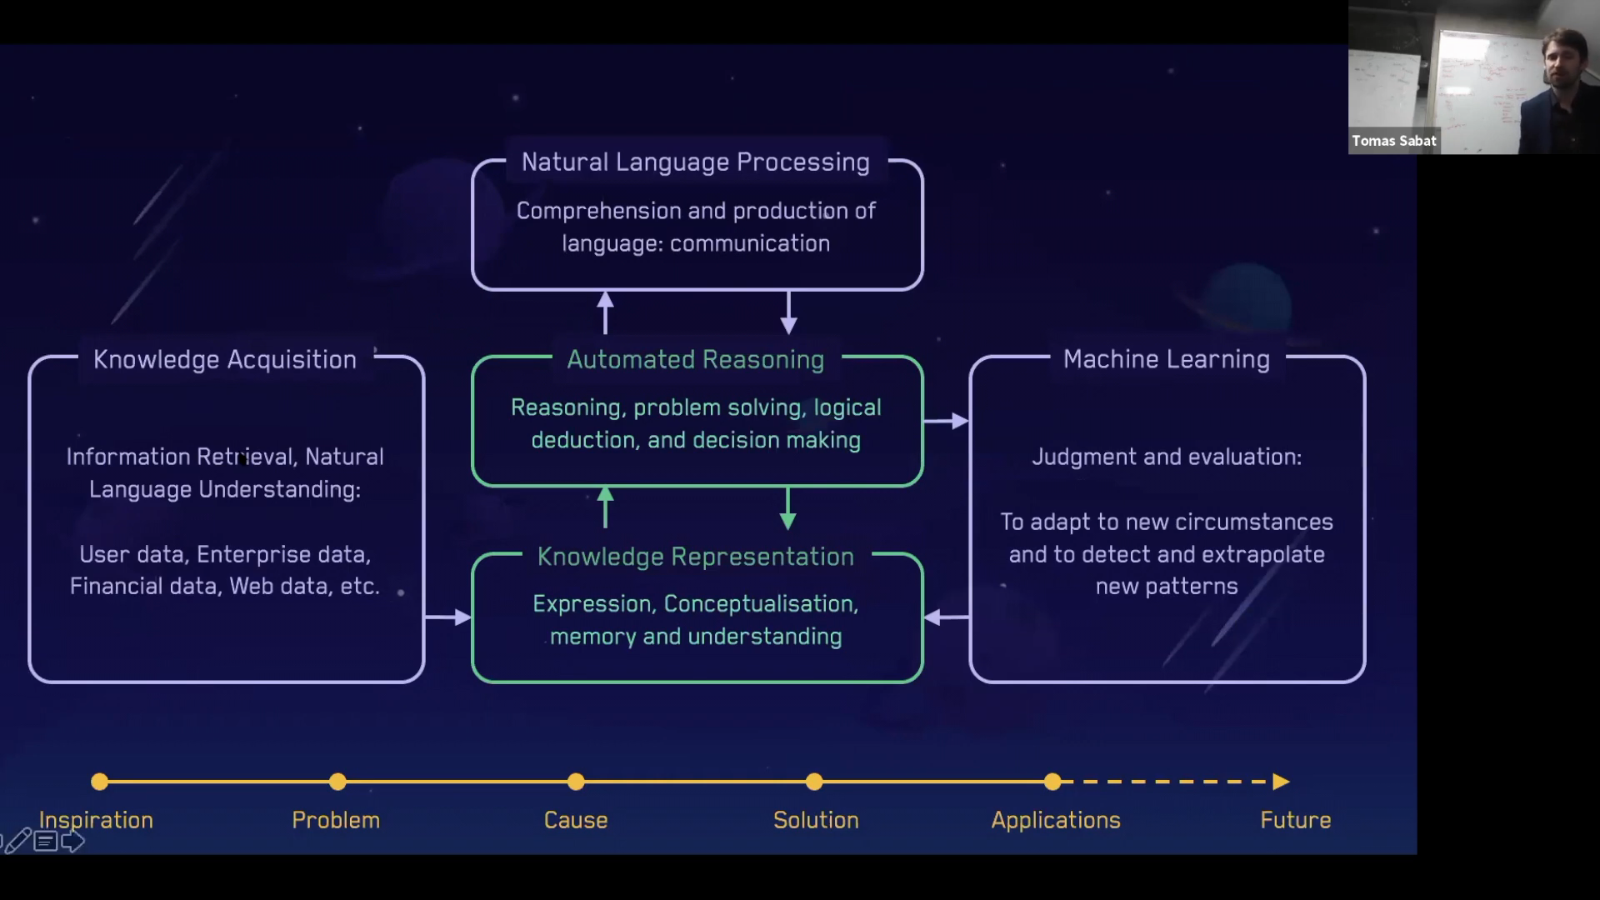 Tomas Sabat
Natural Language Processing
Comprehension and production of
language: communication
Knowledge Acquisition
Information Retrieval, Natural
Language Understanding:
User data, Enterprise data,
Financial data, Web data, etc.
Automated Reasoning
Reasoning, problem solving, logical
deduction, and decision making
Knowledge Representation
Expression, Conceptualisation,
memory and understanding
Machine Learning
Judgment and evaluation:
To adapt to new circumstances
and to detect and extrapolate
new patterns
Inspiration
Problem
Cause
Solution
Applications
Future